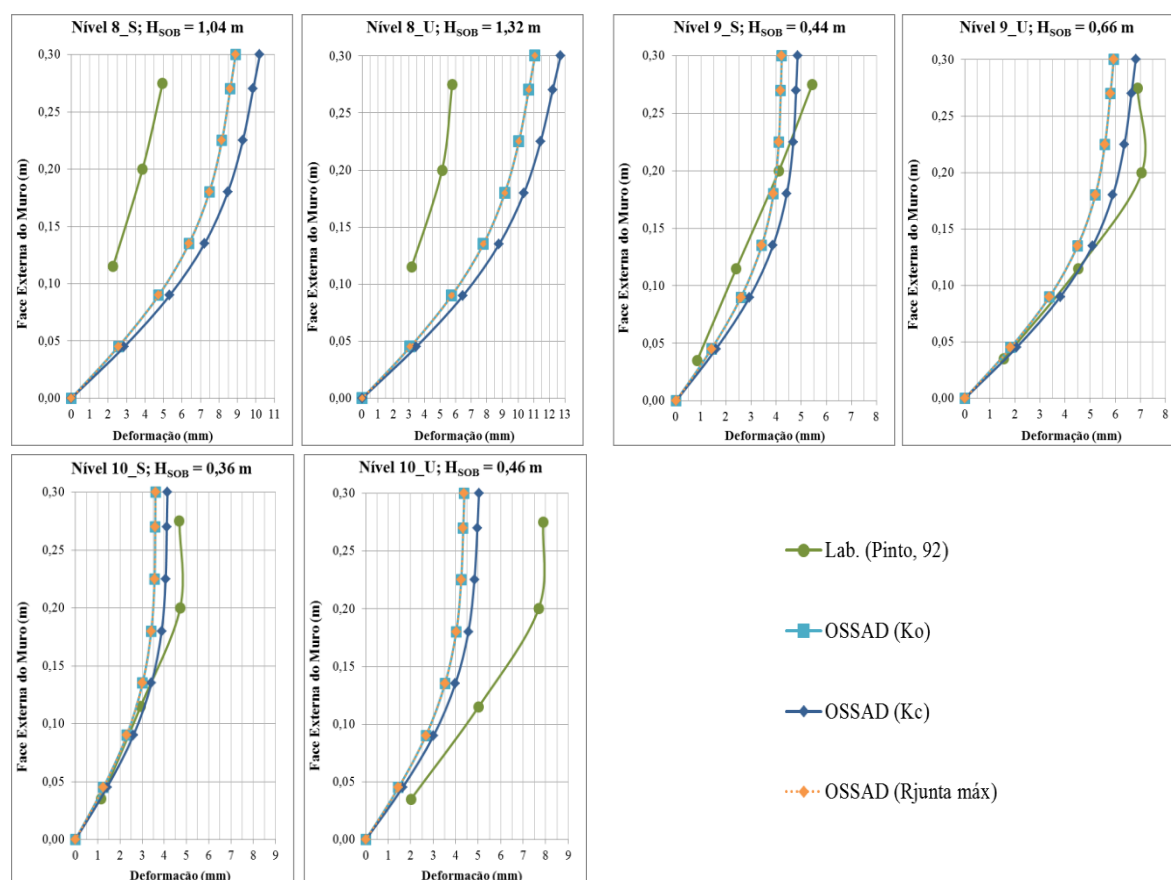 Nível 8_S; HSOB = 1,04 m
0,30
0,25
0,20
0,15
0,10
0,05
0,00
Face Externa do Muro (m)
0 1 2 3 4 5 6 7 8 9 10 11
Deformação (mm)
Nível 8_U; HSOB = 1,32 m
0,30
0,25
0,20
0,15
0,10
0,05
0,00
Face Externa do Muro (m)
0 1 2 3 4 5 6 7 8 9 10 11 12 13
Deformação (mm)
Nível 9_S; HSOB = 0,44 m
0,30
0,25
0,20
0,15
0,10
0,05
0,00
Face Externa do Muro (m)
0 1 2 3 4 5 6 7 8
Deformação (mm)
Nível 9_U; HSOB = 0,66 m
0,30
0,25
0,20
0,15
0,10
0,05
0,00
Face Externa do Muro (m)
0 1 2 3 4 5 6 7 8
Deformação (mm)
Nível 10_S; HSOB = 0,36 m
0,30
0,25
0,20
0,15
0,10
0,05
0,00
Face Externa do Muro (m)
0 1 2 3 4 5 6 7 8 9
Deformação (mm)
Nível 10_U; HSOB = 0,46 m
0,30
0,25
0,20
0,15
0,10
0,05
0,00
Face Externa do Muro (m)
0 1 2 3 4 5 6 7 8 9
Deformação (mm)
Lab. (Pinto, 92)
OSSAD (Ko)
OSSAD (Kc)
OSSAD (Rjunta máx)